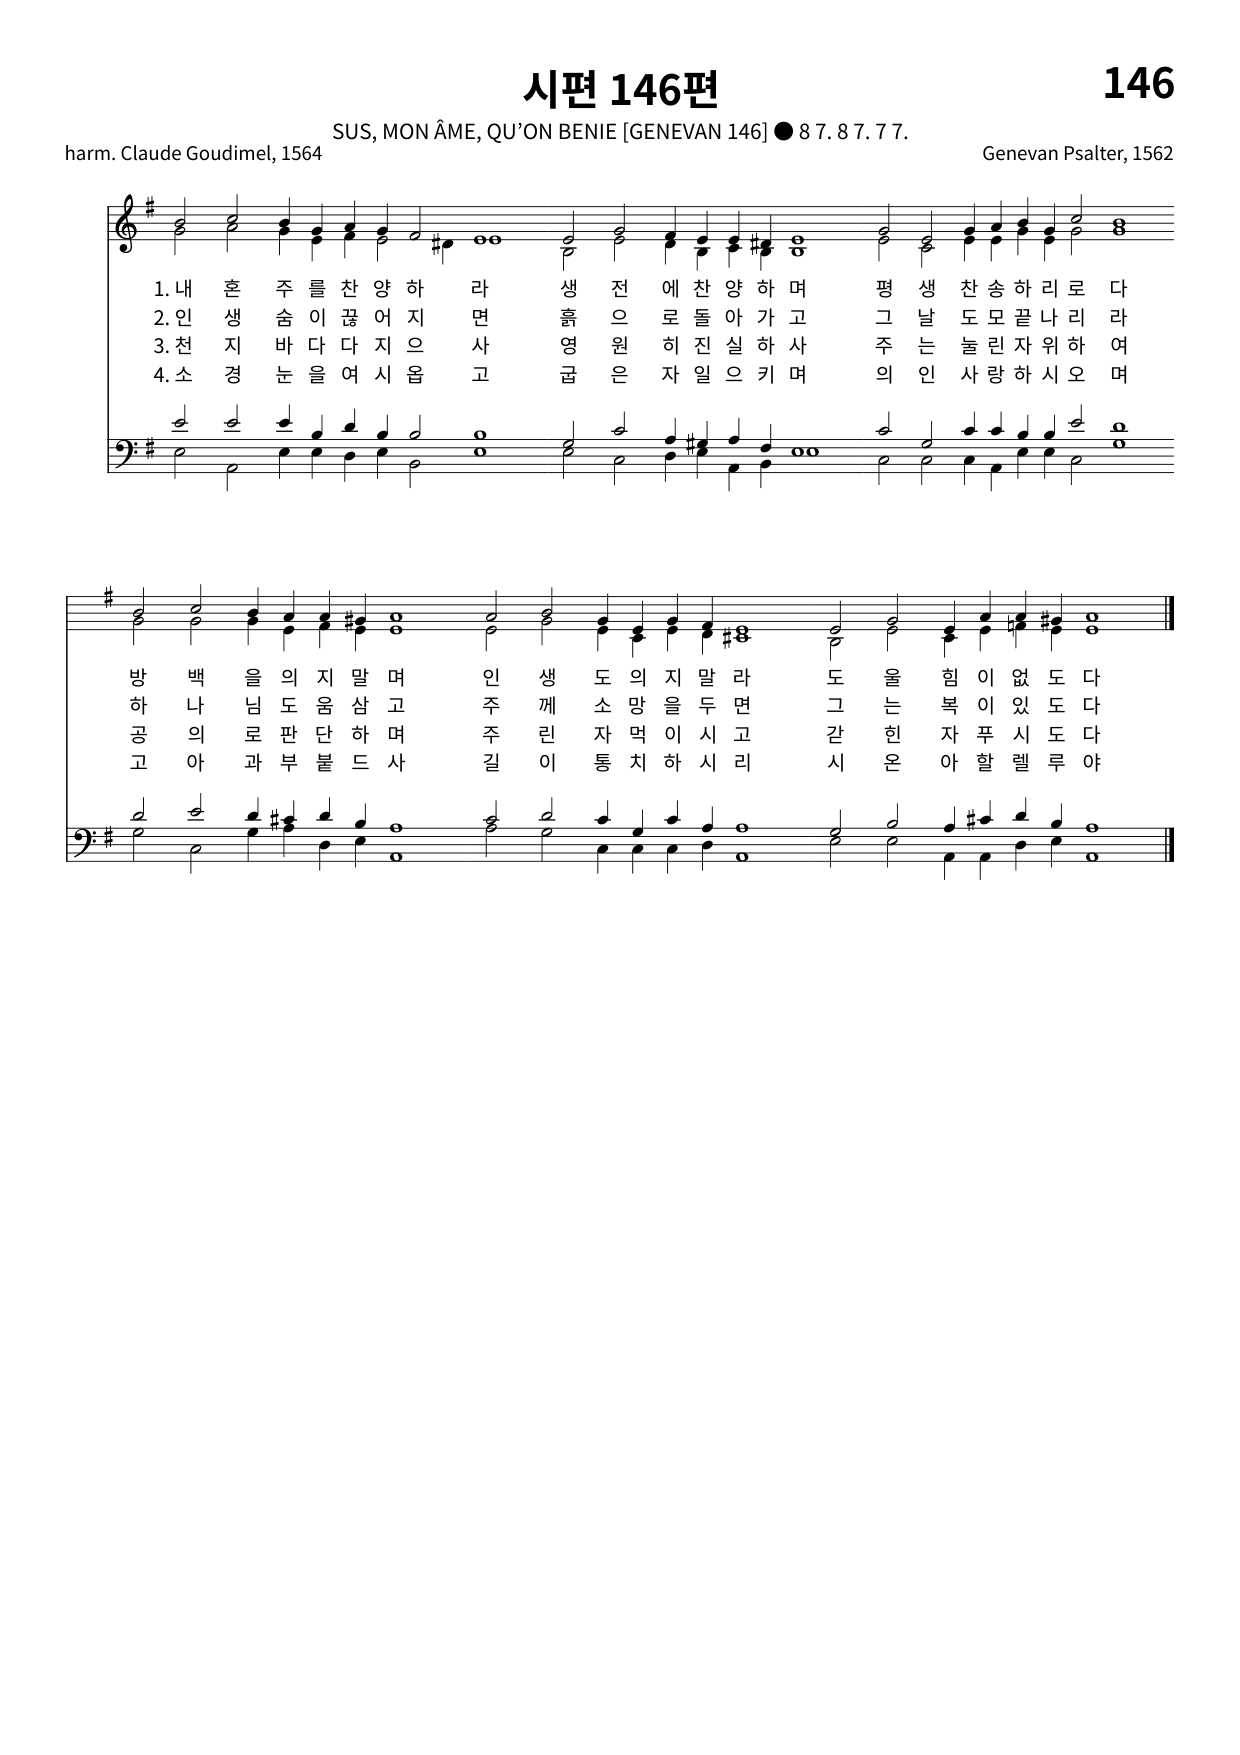 시편 146편
146
SUS, MON ÂME, QU’ON BENIE [GENEVAN 146] ● 8 7. 8 7. 7 7.
harm. Claude Goudimel, 1564
Genevan Psalter, 1562
1. 내 혼 주 를 찬 양 하 라 생 전 에 찬 양 하 며 평 생 찬 송 하 리 로 다
2. 인 생 숨 이 끊 어 지 면 흙 으 로 돌 아 가 고 그 날 도 모 끝 나 리 라
3. 천 지 바 다 다 지 으 사 영 원 히 진 실 하 사 주 는 눌 린 자 위 하 여
4. 소 경 눈 을 여 시 옵 고 굽 은 자 일 으 키 며 의 인 사 랑 하 시 오 며
방 백 을 의 지 말 며 인 생 도 의 지 말 라 도 울 힘 이 없 도 다
하 나 님 도 움 삼 고 주 께 소 망 을 두 면 그 는 복 이 있 도 다
공 의 로 판 단 하 며 주 린 자 먹 이 시 고 갇 힌 자 푸 시 도 다
고 아 과 부 붙 드 사 길 이 통 치 하 시 리 시 온 아 할 렐 루 야